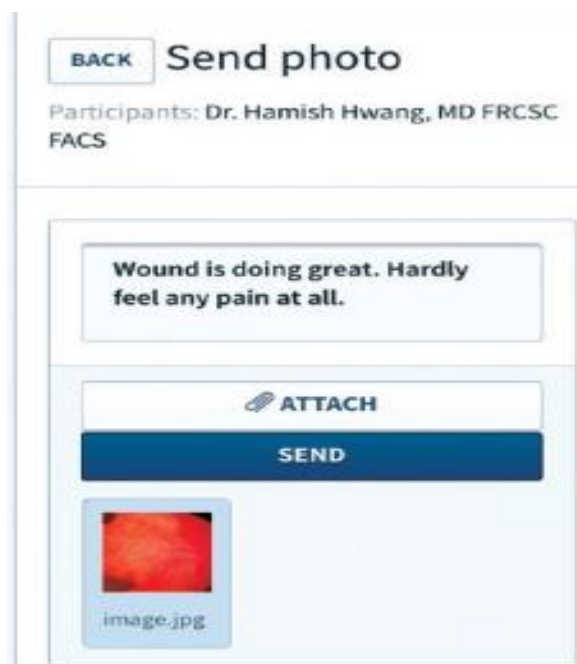 BACK Send photo
Participants: Dr. Hamish Hwang, MD FRCSC
FACS
Wound is doing great. Hardly
feel any pain at all.
ATTACH
SEND
image.jpg